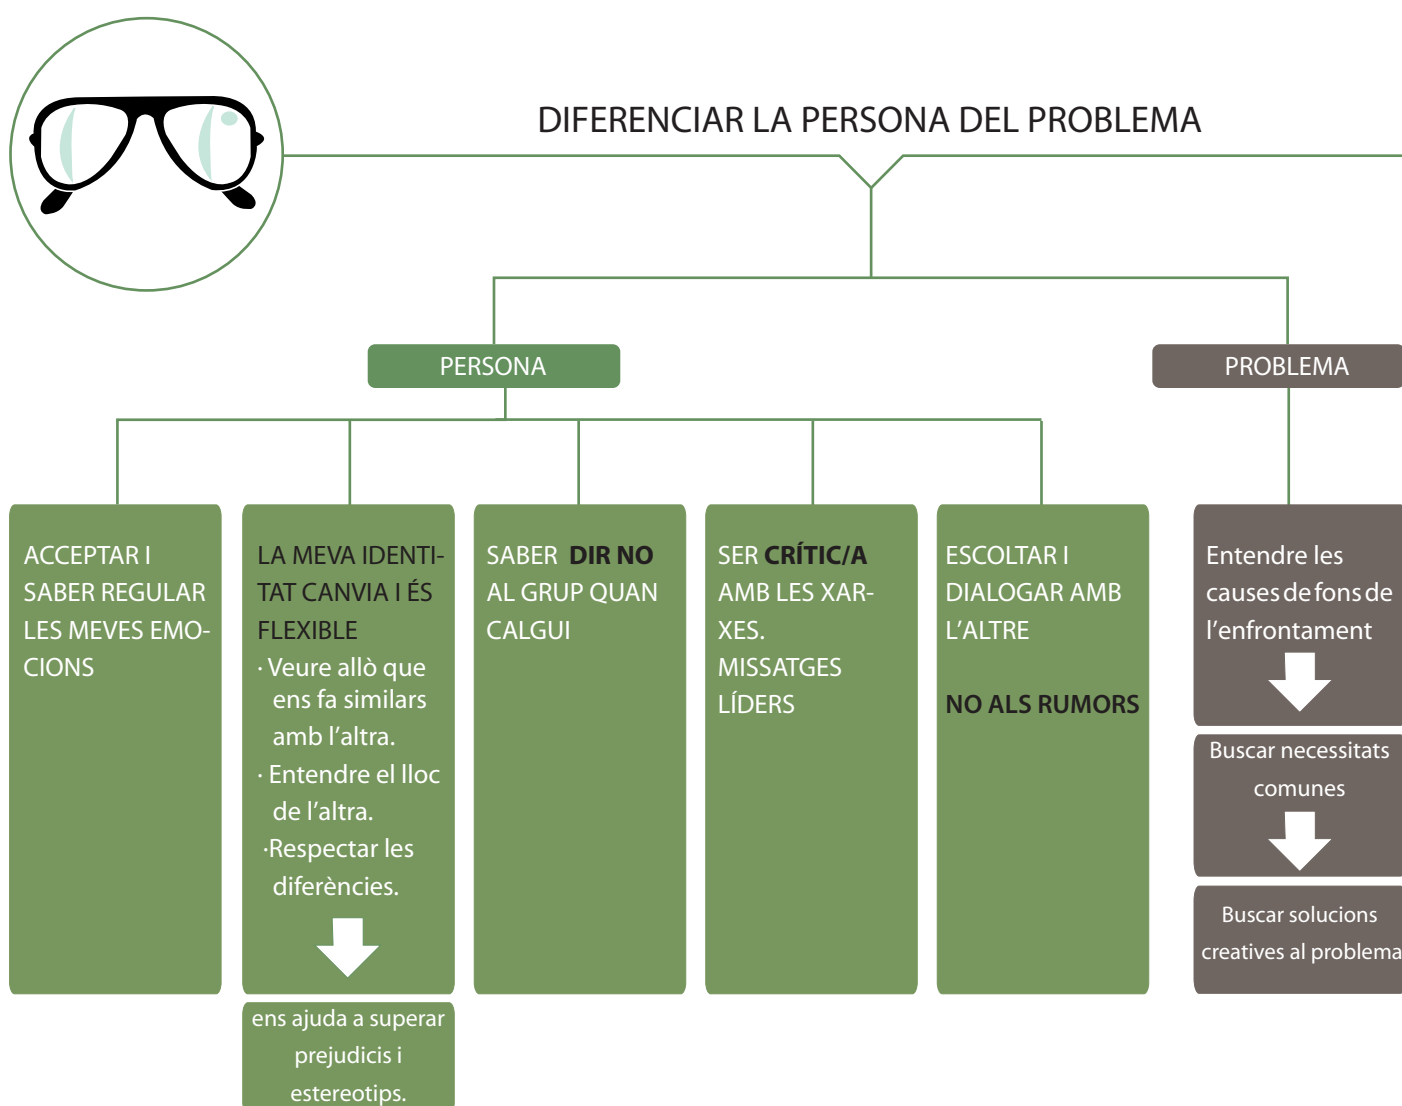 DIFERENCIAR LA PERSONA DEL PROBLEMA
PERSONA
PROBLEMA
ACCEPTAR I
SABER REGULAR
LES MEVES EMO-
CIONS
LA MEVA IDENTI-
TAT CANVIA I ÉS
FLEXIBLE
· Veure allò que
ens fa similars
amb l’altra.
· Entendre el lloc
de l’altra.
·Respectar les
diferències.
ens ajuda a superar
prejudicis i
estereotips.
SABER DIR NO
AL GRUP QUAN
CALGUI
SER CRÍTIC/A
AMB LES XAR-
XES.
MISSATGES
LÍDERS
ESCOLTAR I
DIALOGAR AMB
L’ALTRE
NO ALS RUMORS
Entendre les
causes de fons de
l’enfrontament
Buscar necessitats
comunes
Buscar solucions
creatives al problema